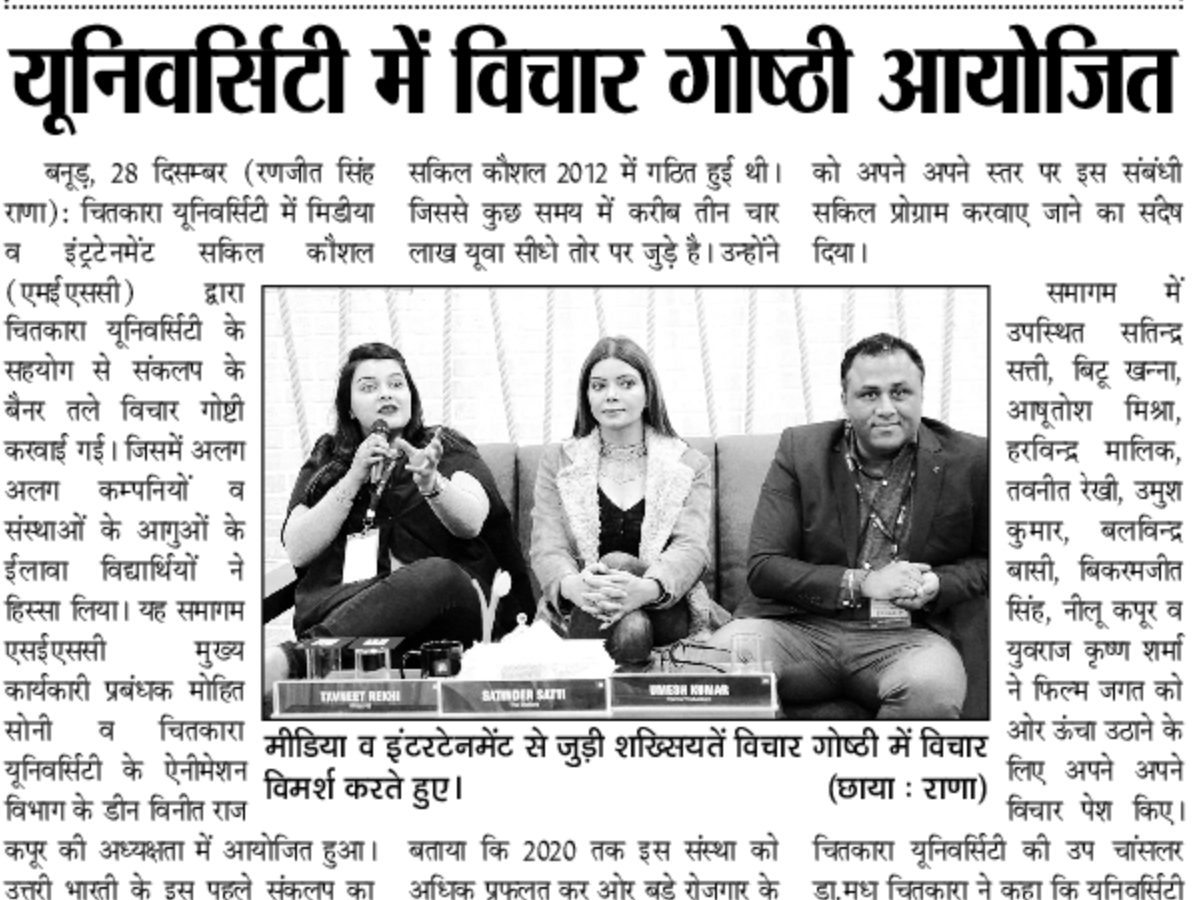 यूनिवर्सिटी में विचार गोष्ठी आयोजित
बनूड़, 28 दिसम्बर (रणजीत सिंह
राणा): चितकारा यूनिवर्सिटी में मिडीया
व इंट्रटेनमेंट सकिल कौशल
(एमईएससी) द्वारा
चितकारा यूनिवर्सिटी के
सहयोग से संकलप के
बैनर तले विचार गोष्टी
करवाई गई। जिसमें अलग
अलग कम्पनियों व
संस्थाओं के आगुओं के
ईलावा विद्यार्थियों ने
हिस्सा लिया। यह समागम
एसईएससी मुख्य
कार्यकारी प्रबंधक मोहित
सोनी व चितकारा
यूनिवर्सिटी के ऐनीमेशन
विभाग के डीन विनीत राज
कपूर की अध्यक्षता में आयोजित हुआ।
उत्तरी भारती के इस पहले संकलप का
सकिल कौशल 2012 में गठित हुई थी।
जिससे कुछ समय में करीब तीन चार
लाख यूवा सीधे तोर पर जुड़े है। उन्होंने
TAVNEET REKHI
SATINDER SATTI
UMESH KUMAR
मीडिया व इंटरटेनमेंट से जुड़ी शख्सियतें विचार गोष्ठी में विचार
विमर्श करते हुए। (छाया : राणा)
बताया कि 2020 तक इस संस्था को
अधिक प्रफलत कर ओर बडे रोजगार के
को अपने अपने स्तर पर इस संबंधी
सकिल प्रोग्राम करवाए जाने का संदेष
दिया।
समागम में
उपस्थित सतिन्द्र
सत्ती, बिटू खन्ना,
आषूतोश मिश्रा,
हरविन्द्र मालिक,
तवनीत रेखी, उमुश
कुमार, बलविन्द्र
बासी, बिकरमजीत
सिंह, नीलू कपूर व
युवराज कृष्ण शर्मा
ने फिल्म जगत को
ओर ऊंचा उठाने के
लिए अपने अपने
विचार पेश किए।
चितकारा यूनिवर्सिटी की उप चांसलर
डा.मध चितकारा ने कहा कि यनिवर्सिटी